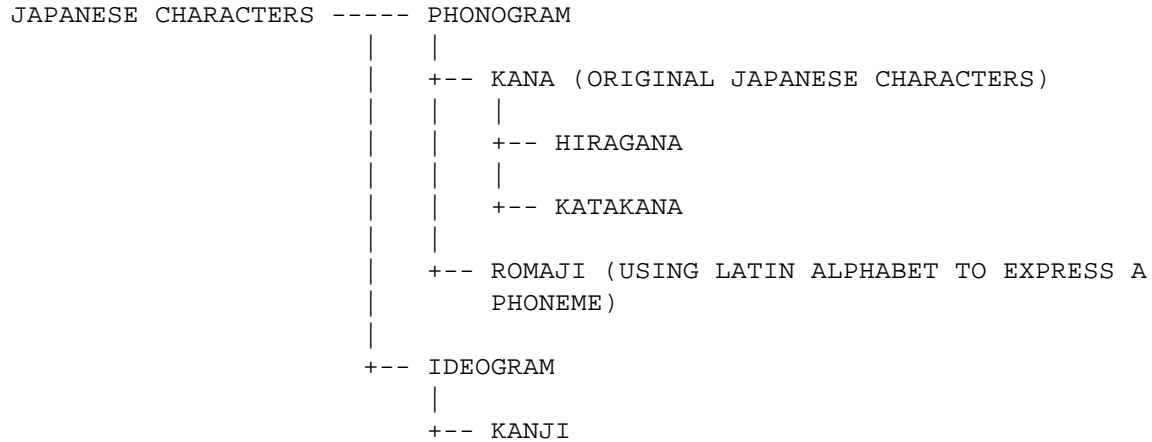 JAPANESE CHARACTERS ----- PHONOGRAM
                       |   |
                       |   +-- KANA (ORIGINAL JAPANESE CHARACTERS)
                       |   |   |
                       |   |   +-- HIRAGANA
                       |   |   |
                       |   |   +-- KATAKANA
                       |   |
                       |   +-- ROMAJI (USING LATIN ALPHABET TO EXPRESS A
                       |       PHONEME)
                       |
                       +-- IDEOGRAM
                           |
                           +-- KANJI